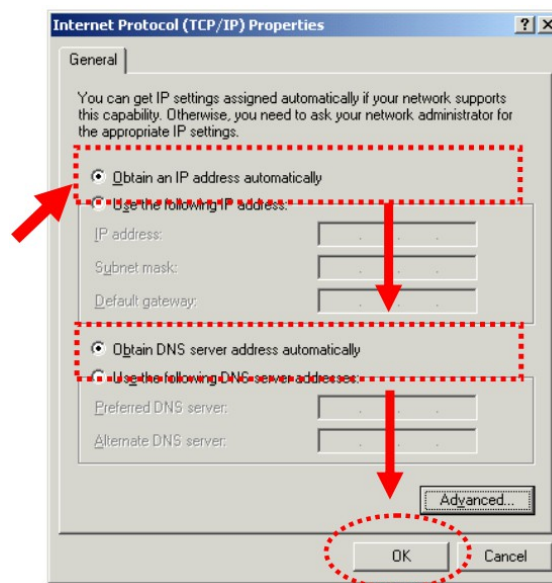 Internet Protocol (TCP/IP) Properties
General
You can get IP settings assigned automatically if your network supports
this capability. Otherwise, you need to ask your network administrator for
the appropriate IP settings.
Obtain an IP address automatically
Use the following IP address:
IP address:
Subnet mask:
Default gateway:
Obtain DNS server address automatically
Use the following DNS server addresses:
Preferred DNS server:
Alternate DNS server:
Advanced...
OK Cancel